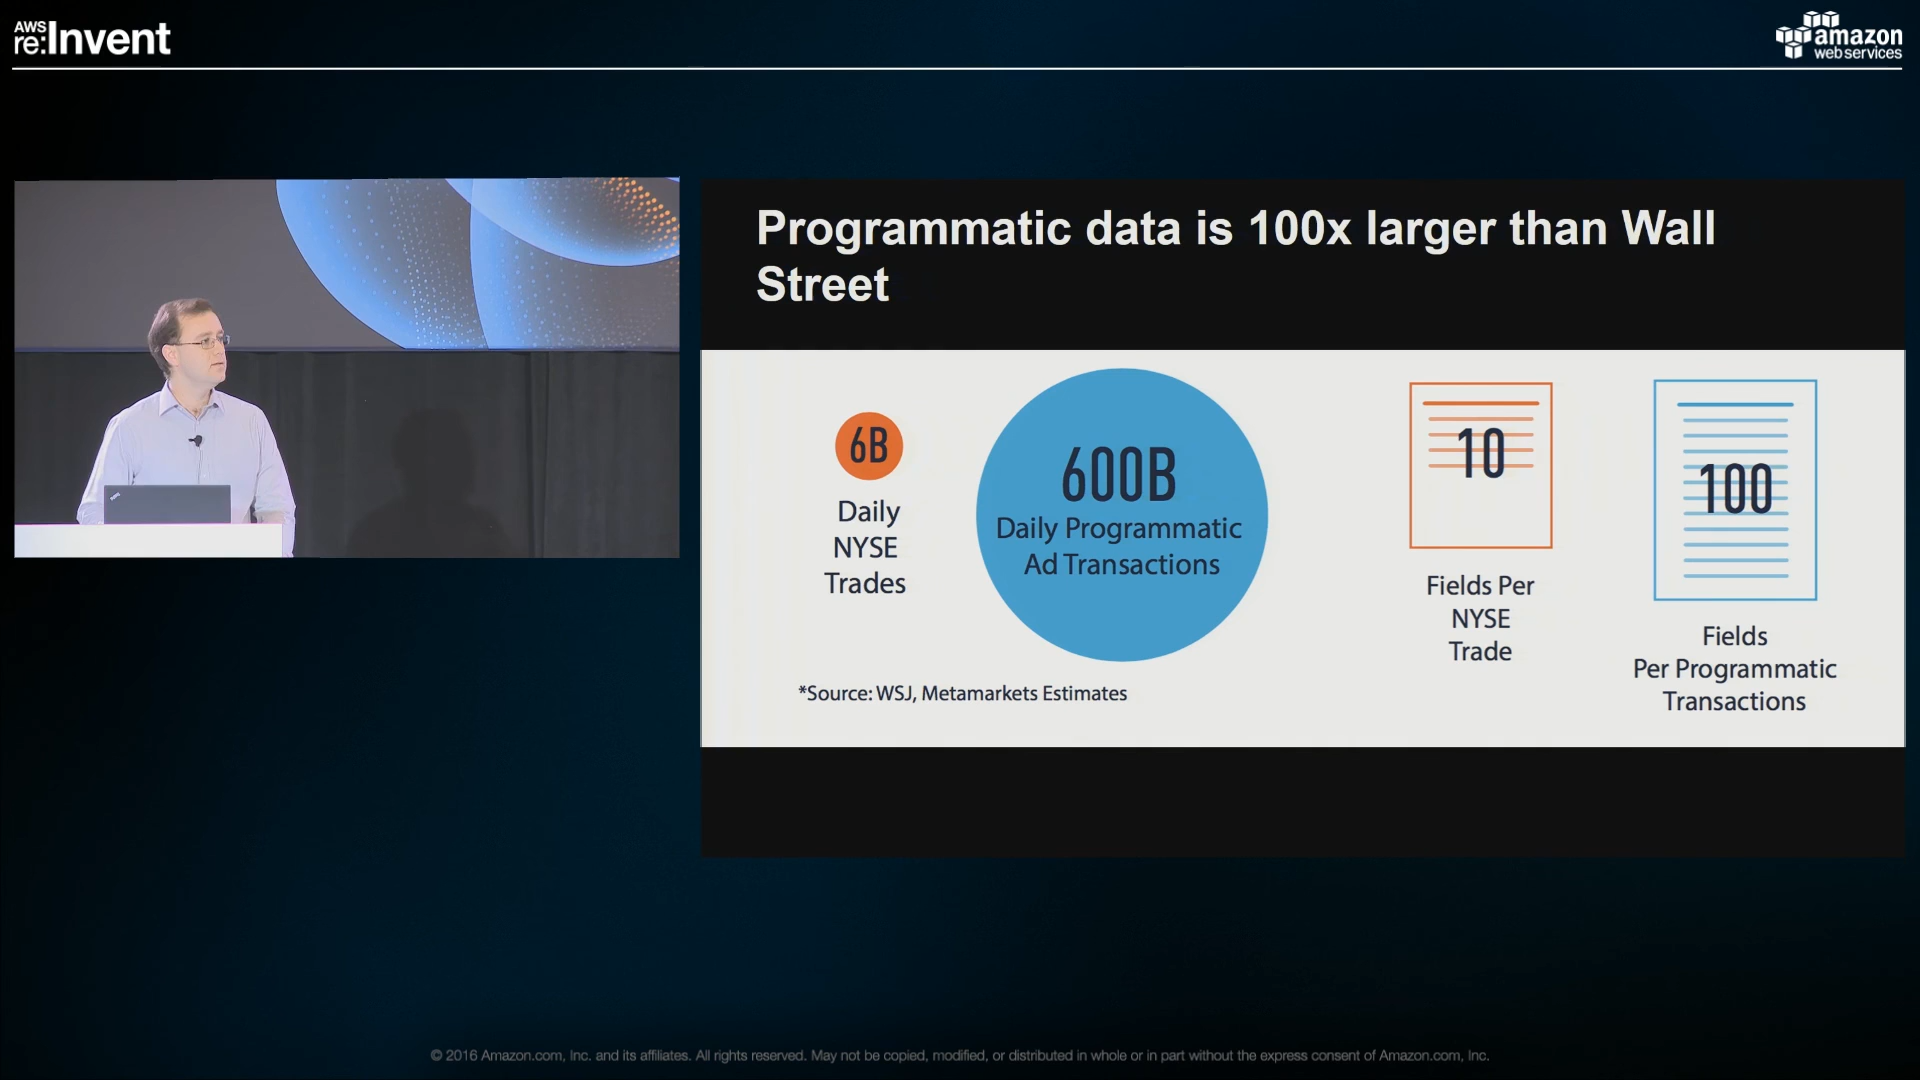 AWS
re:Invent
amazon
webservices
Programmatic data is 100x larger than Wall
Street
6B
Daily
NYSE
Trades
600B
Daily Programmatic
Ad Transactions
10
Fields Per
NYSE
Trade
100
Fields
Per Programmatic
Transactions
*Source: WSJ, Metamarkets Estimates
© 2016 Amazon.com, Inc. and its affiliates. All rights reserved. May not be copied, modified, or distributed in whole or in part without the express consent of Amazon.com, Inc.